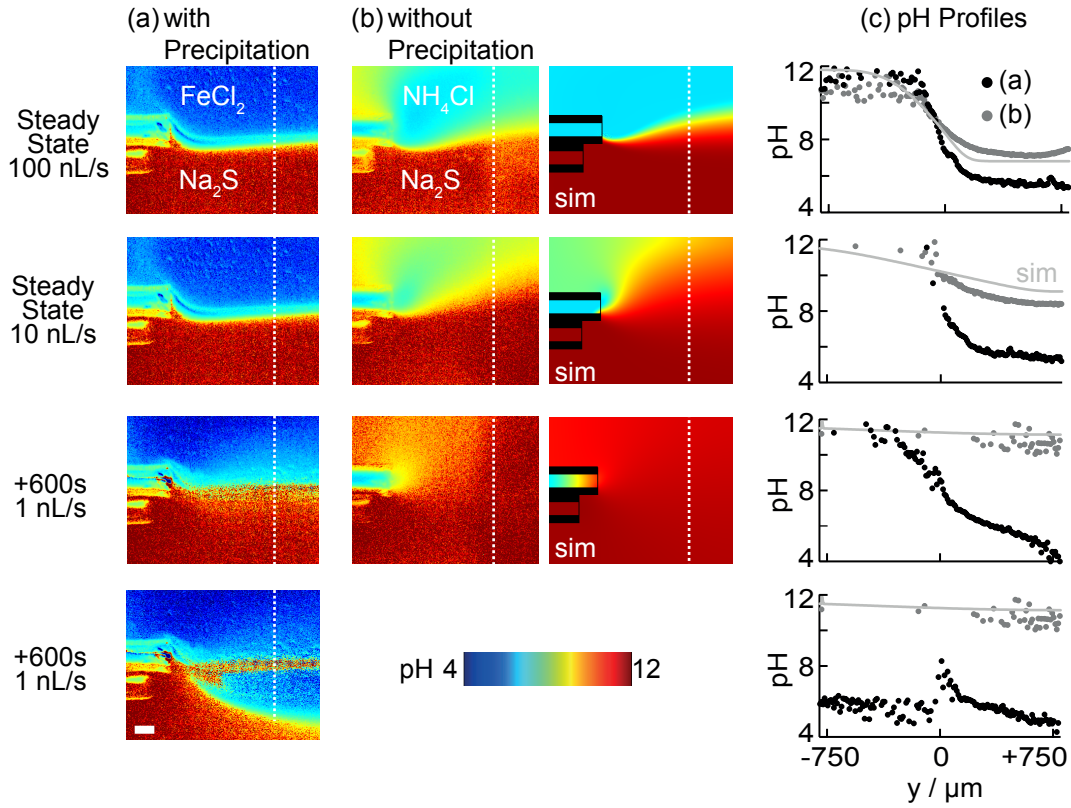 (a) with Precipitation
(b) without Precipitation
(c) pH Profiles
Steady State 100 nL/s
FeCl2
Na2S
NH4Cl
Na2S
sim
pH
12
8
4
(a)
(b)
Steady State 10 nL/s
sim
pH
12
8
4
sim
+600s 1 nL/s
sim
pH
12
8
4
+600s 1 nL/s
pH 4
12
pH
12
8
4
-750
0
+750
y / µm